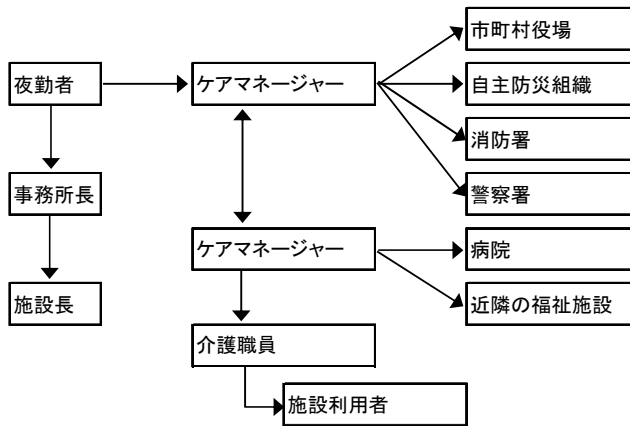 市町村役場
夜勤者
ケアマネージャー
自主防災組織
消防署
事務所長
警察署
ケアマネージャー
病院
施設長
近隣の福祉施設
介護職員
施設利用者